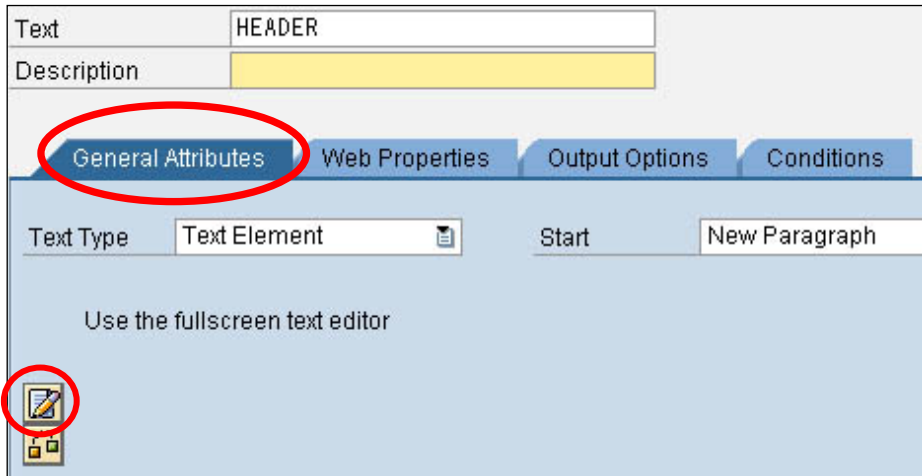 Text HEADER
Description
General Attributes Web Properties Output Options Conditions
Text Type Text Element Start New Paragraph
Use the fullscreen text editor